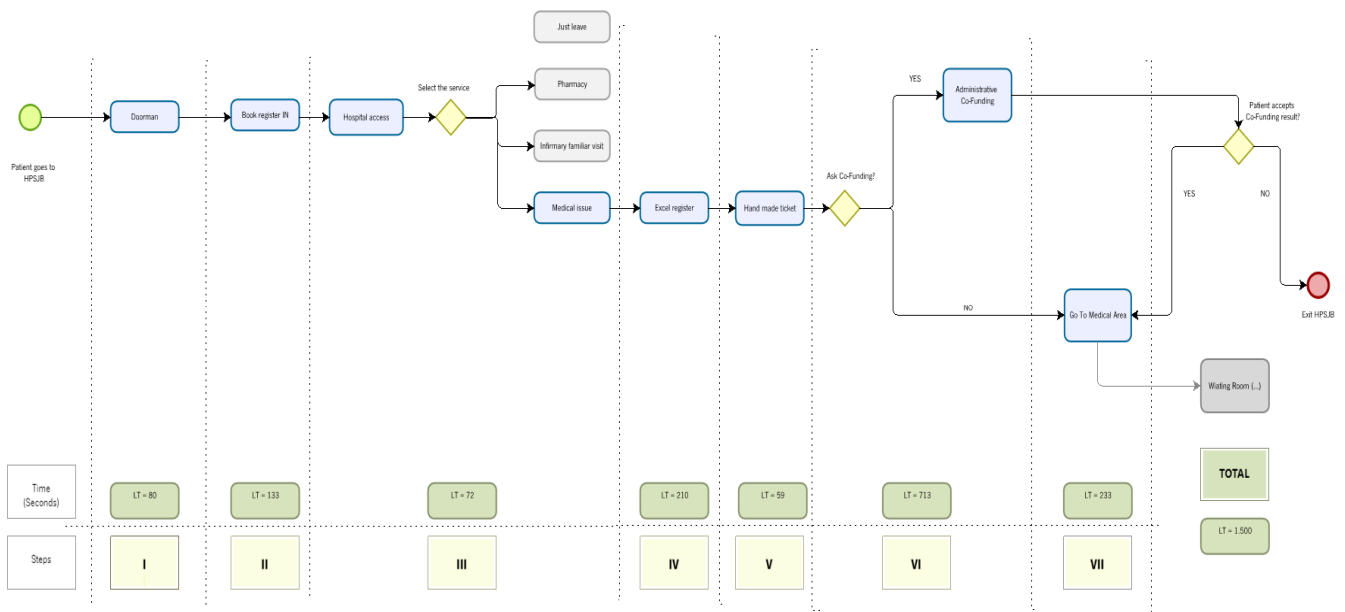 Just leave
Select the service
Pharmacy
YES
Administrative
Co-Funding
Patient accepts
Co-Funding result?
Doorman
Book register IN
Hospital access
Infirmary familiar visit
Patient goes to
HPSJB
Ask Co-Funding?
YES
NO
Medical issue
Excel register
Hand made ticket
NO
Go To Medical Area
Exit HPSJB
Wiating Room (...)
Time
(Seconds)
LT = 80
LT = 133
LT = 72
LT = 210
LT = 59
LT = 713
LT = 233
TOTAL
LT = 1.500
Steps
I
II
III
IV
V
VI
VII